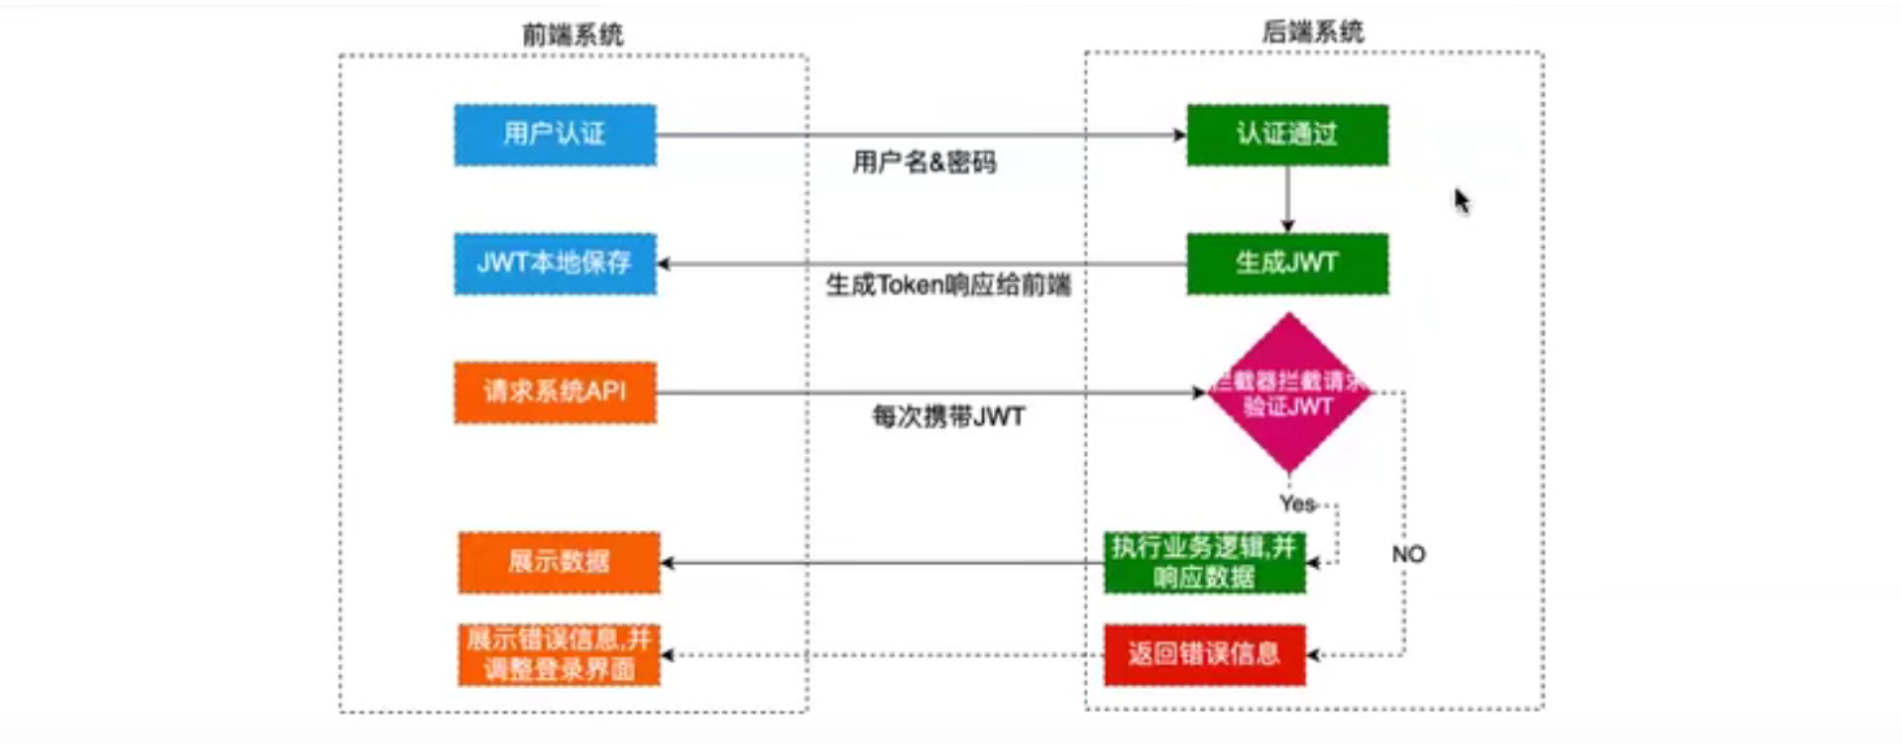 前端系统
后端系统
用户认证
用户名&密码
认证通过
JWT本地保存
生成Token响应给前端
生成JWT
请求系统API
每次携带JWT
拦截器拦截请求
验证JWT
Yes
NO
展示数据
执行业务逻辑,并
响应数据
展示错误信息,并
调整登录界面
返回错误信息